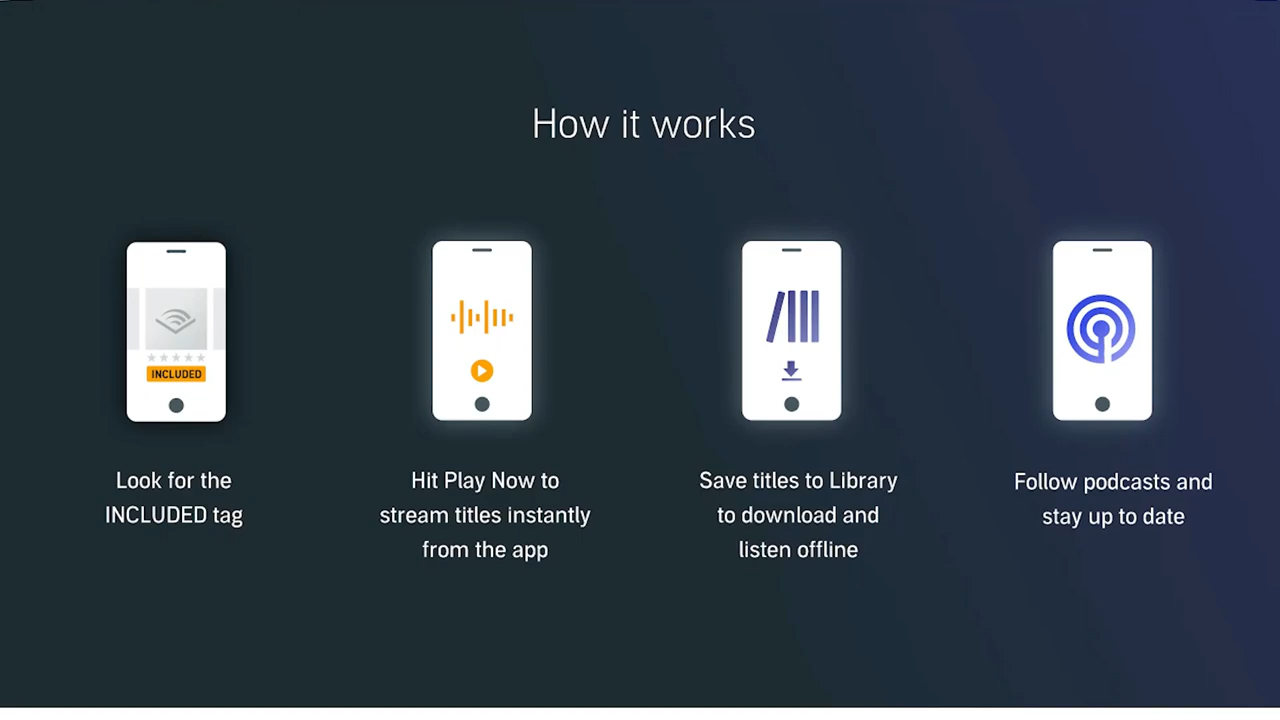 How it works
INCLUDED
Look for the
INCLUDED tag
Hit Play Now to
stream titles instantly
from the app
Save titles to Library
to download and
listen offline
Follow podcasts and
stay up to date